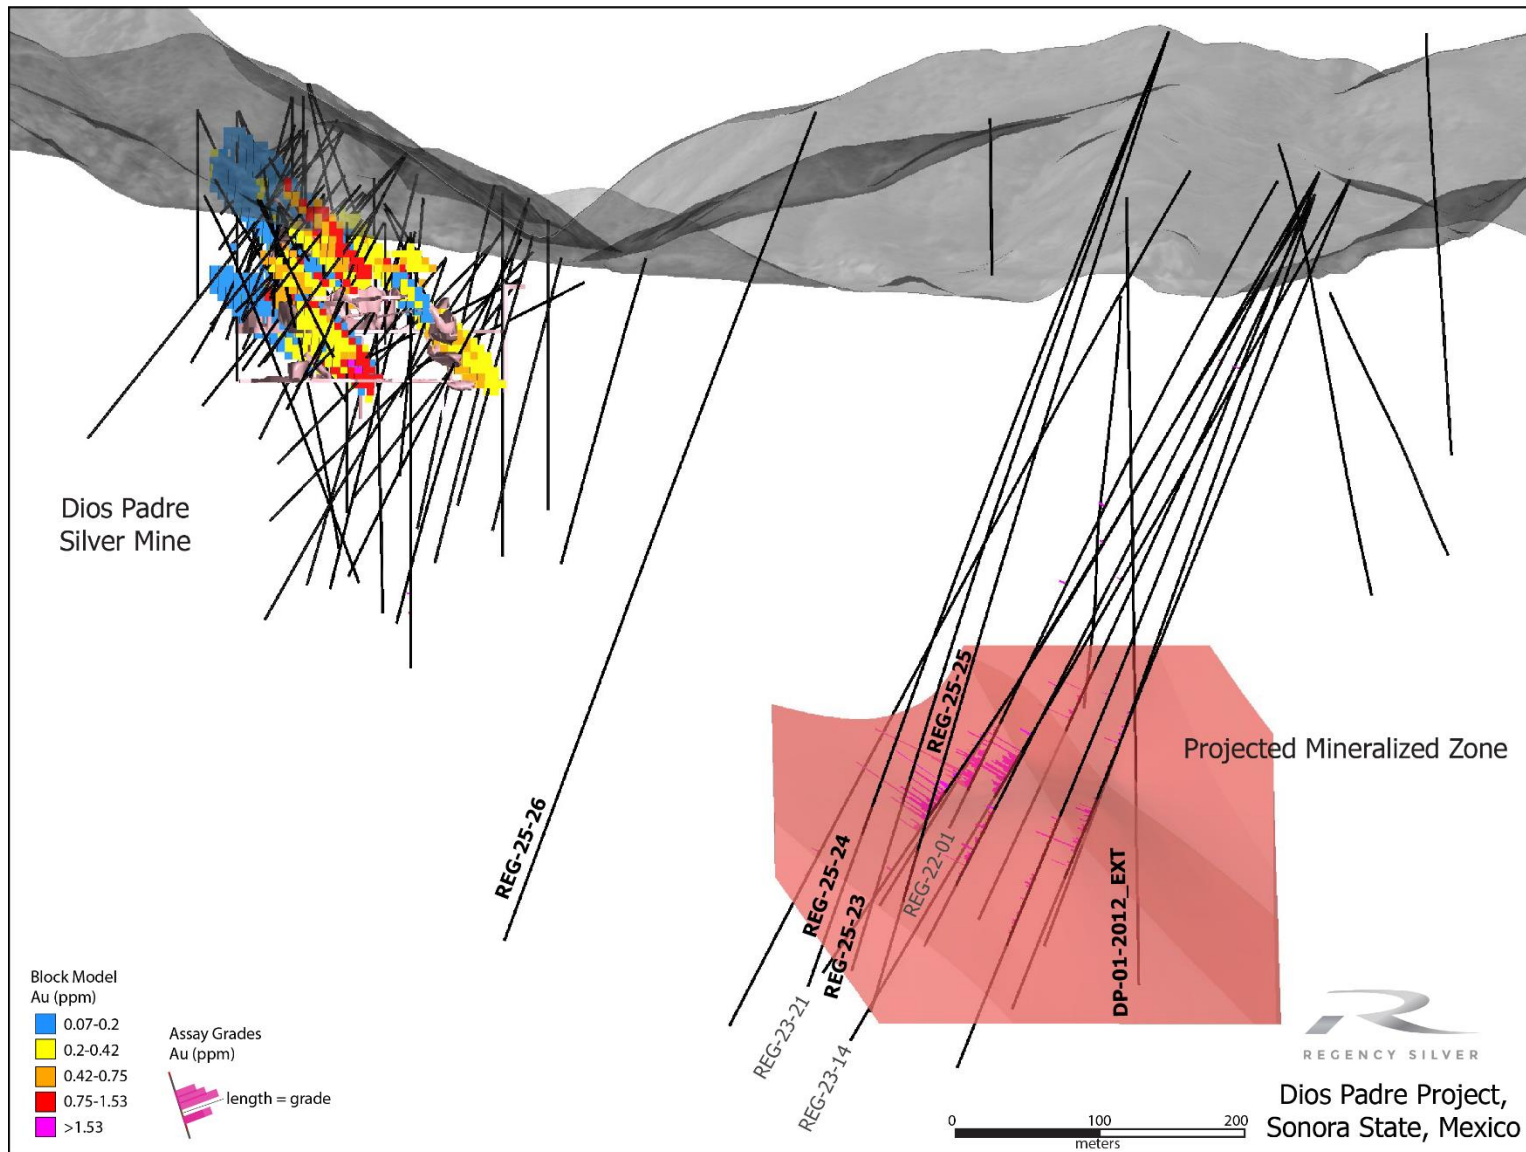 Dios Padre
Silver Mine
REG-25-26
REG-25-25
REG-25-24
REG-25-23
REG-22-01
REG-23-21
REG-23-14
DP-01-2012_EXT
Projected Mineralized Zone
Block Model
Au (ppm)
0.07-0.2
0.2-0.42
0.42-0.75
0.75-1.53
>1.53
Assay Grades
Au (ppm)
length = grade
0 100 200
meters
REGENCY SILVER
Dios Padre Project,
Sonora State, Mexico